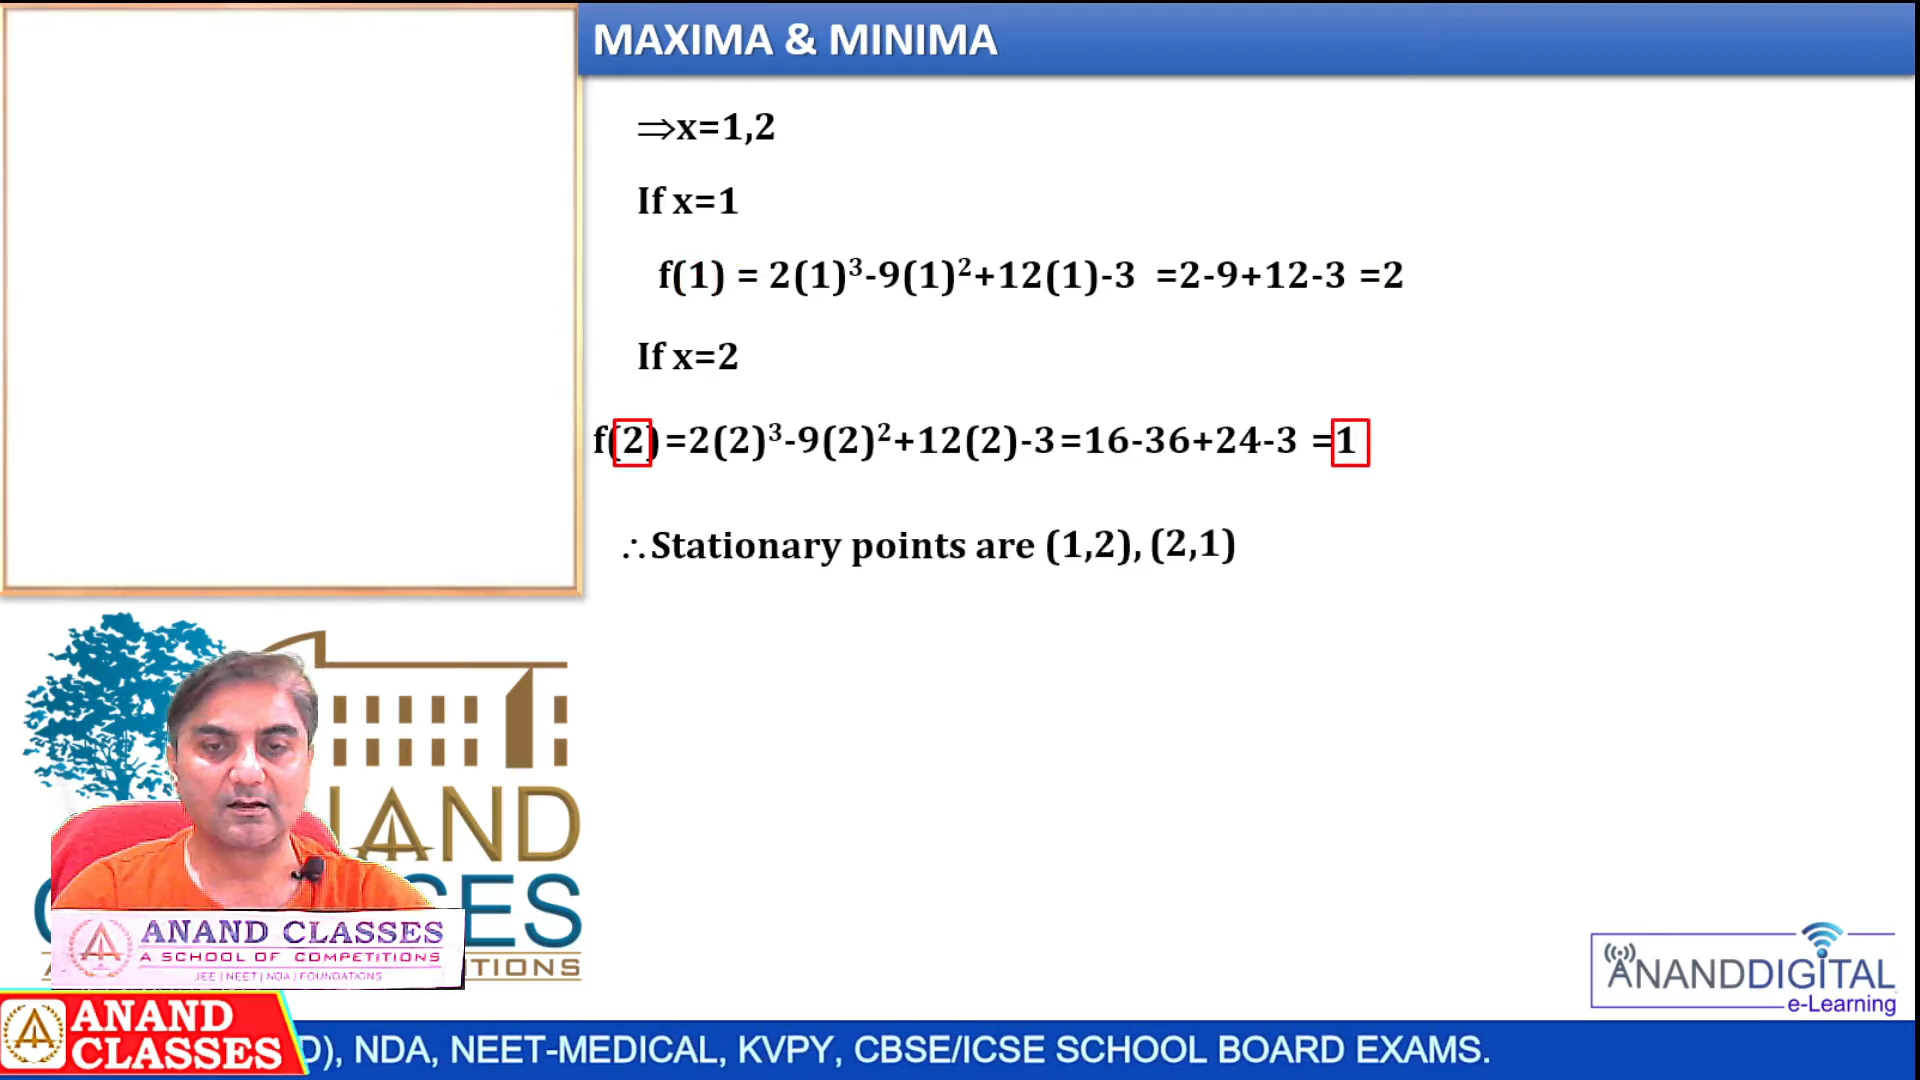 MAXIMA & MINIMA
⇒x=1,2
If x=1
f(1) = 2(1)³-9(1)²+12(1)-3 =2-9+12-3 =2
If x=2
f(2) =2(2)³-9(2)²+12(2)-3=16-36+24-3 =1
∴Stationary points are (1,2), (2,1)
ANAND CLASSES
A SCHOOL OF COMPETITIONS
JEE | NEET | NDA | FOUNDATIONS
ANANDDIGITAL
e-Learning
ANAND
CLASSES
D), NDA, NEET-MEDICAL, KVPY, CBSE/ICSE SCHOOL BOARD EXAMS.